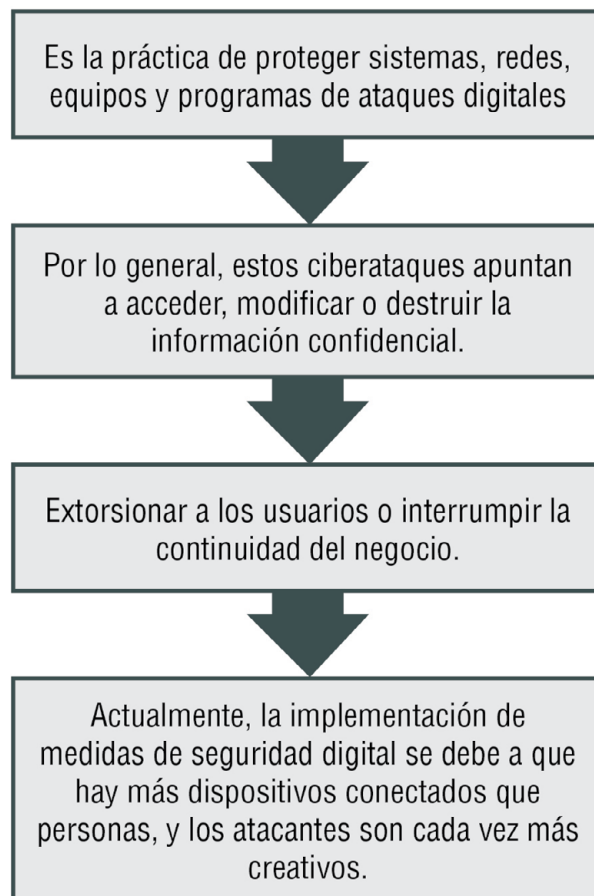 Es la práctica de proteger sistemas, redes,
equipos y programas de ataques digitales
Por lo general, estos ciberataques apuntan
a acceder, modificar o destruir la
información confidencial.
Extorsionar a los usuarios o interrumpir la
continuidad del negocio.
Actualmente, la implementación de
medidas de seguridad digital se debe a que
hay más dispositivos conectados que
personas, y los atacantes son cada vez más
creativos.